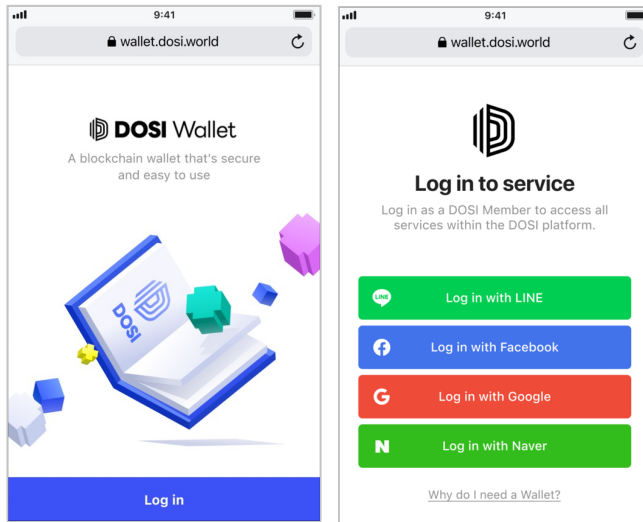 9:41
wallet.dosi.world
DOSI Wallet
A blockchain wallet that's secure
and easy to use
DOSI
Log in
9:41
wallet.dosi.world
Log in to service
Log in as a DOSI Member to access all
services within the DOSI platform.
LINE
Log in with LINE
Log in with Facebook
G
Log in with Google
N
Log in with Naver
Why do I need a Wallet?